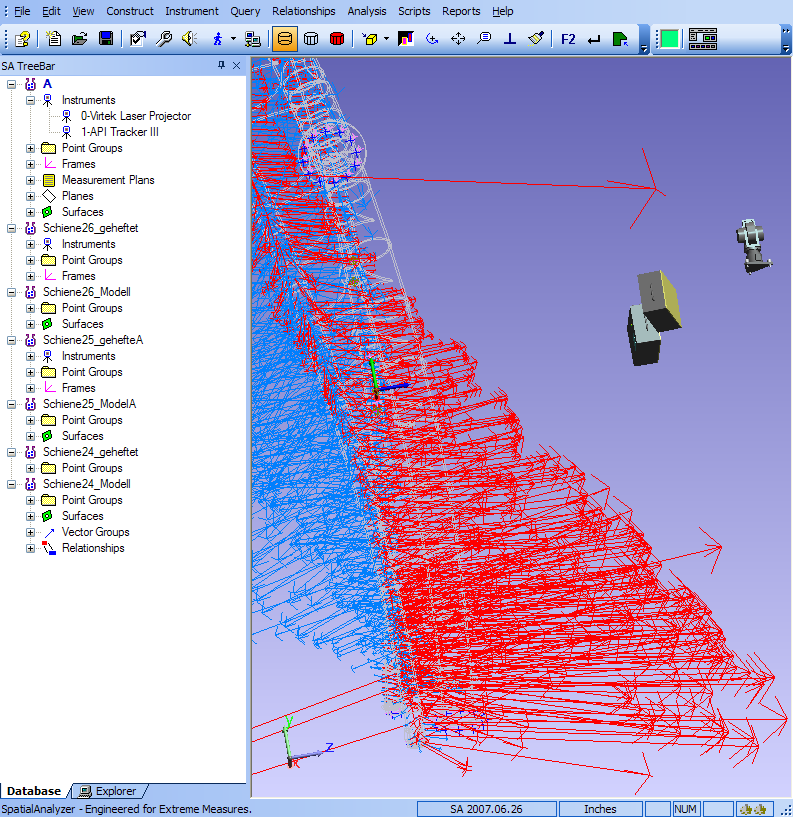 File Edit View Construct Instrument Query Relationships Analysis Scripts Reports Help
F2
SA TreeBar
A
Instruments
0-Virtek Laser Projector
1-API Tracker III
Point Groups
Frames
Measurement Plans
Planes
Surfaces
Schiene26_geheftet
Instruments
Point Groups
Frames
Schiene26_Modell
Point Groups
Surfaces
Schiene25_gehefteA
Instruments
Point Groups
Frames
Schiene25_ModelA
Point Groups
Surfaces
Schiene24_geheftet
Point Groups
Schiene24_Modell
Point Groups
Surfaces
Vector Groups
Relationships
Y
Z
X
Database Explorer
SpatialAnalyzer - Engineered for Extreme Measures. SA 2007.06.26 Inches NUM